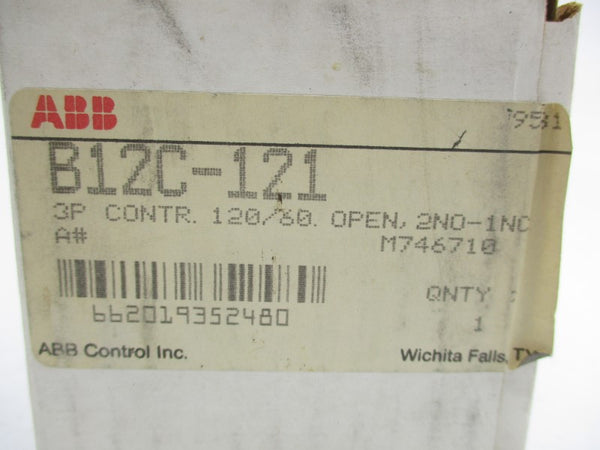 ABB
9531
B12C-121
3P CONTR. 120/60. OPEN, 2NO-1NC
A# M746710
QNTY :
662019352480 1
ABB Control Inc. Wichita Falls, TX